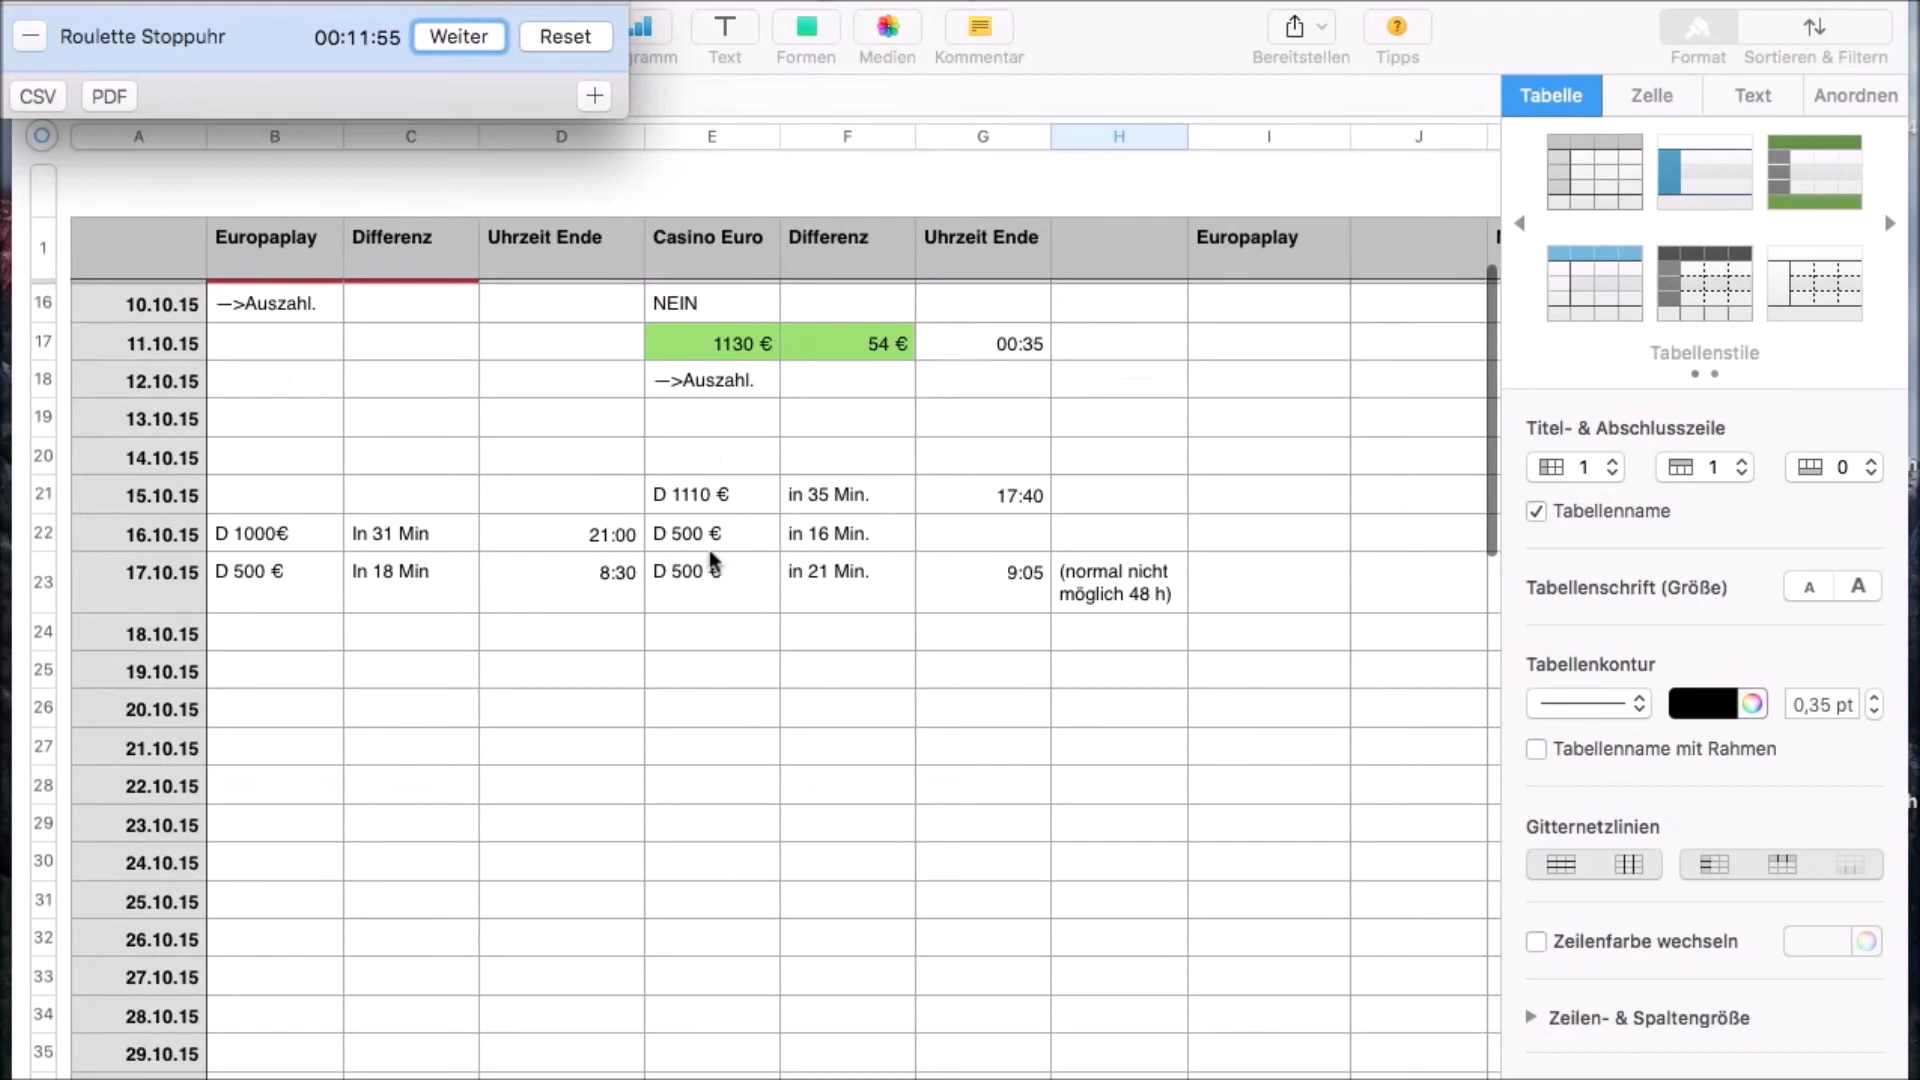 Roulette Stoppuhr 00:11:55 Weiter Reset
Text Formen Medien Kommentar Bereitstellen Tipps Format Sortieren & Filtern
CSV PDF
Tabelle Zelle Text Anordnen
A B C D E F G H I J
1 Europaplay Differenz Uhrzeit Ende Casino Euro Differenz Uhrzeit Ende Europaplay
16 10.10.15 —>Auszahl. NEIN
17 11.10.15 1130 € 54 € 00:35
18 12.10.15 —>Auszahl.
19 13.10.15
20 14.10.15
21 15.10.15 D 1110 € in 35 Min. 17:40
22 16.10.15 D 1000€ In 31 Min 21:00 D 500 € in 16 Min.
23 17.10.15 D 500 € In 18 Min 8:30 D 500 € in 21 Min. 9:05 (normal nicht
möglich 48 h)
24 18.10.15
25 19.10.15
26 20.10.15
27 21.10.15
28 22.10.15
29 23.10.15
30 24.10.15
31 25.10.15
32 26.10.15
33 27.10.15
34 28.10.15
35 29.10.15
Tabellenstile
Titel- & Abschlusszeile
1 1 0
Tabellenname
Tabellenschrift (Größe)
A A
Tabellenkontur
0,35 pt
Tabellenname mit Rahmen
Gitternetzlinien
Zeilenfarbe wechseln
Zeilen- & Spaltengröße